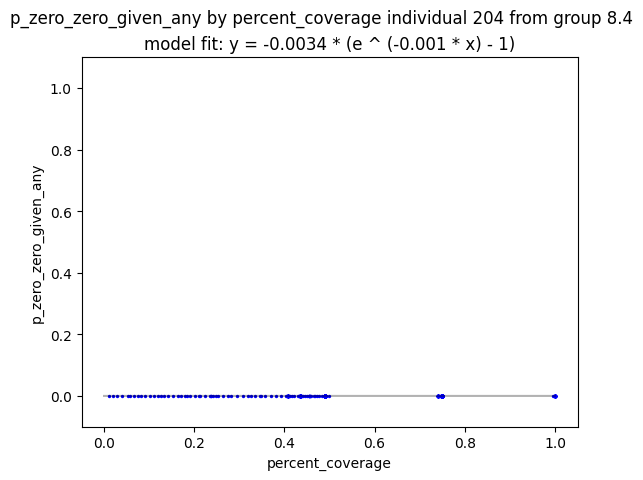 p_zero_zero_given_any by percent_coverage individual 204 from group 8.4
model fit: y = -0.0034 * (e ^ (-0.001 * x) - 1)
1.0
0.8
0.6
0.4
0.2
0.0
p_zero_zero_given_any
0.0 0.2 0.4 0.6 0.8 1.0
percent_coverage